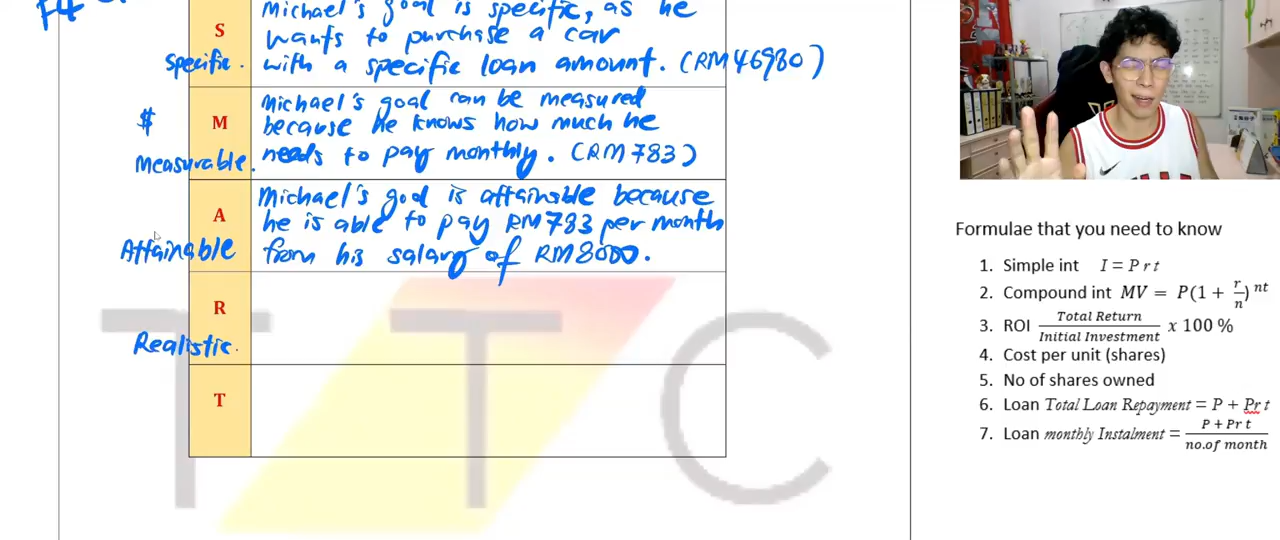 F4
Michael's goal is specific, as he
S
wants to purchase a car
Specific. with a specific loan amount. (RM46980)
Michael's goal can be measured
$
M
because he knows how much he
Measurable. needs to pay monthly. (RM783)
Michael's goal is attainable because
A
he is able to pay RM783 per month
Attainable from his salary of RM8000.
R
Realistic.
T
TTC
Formulae that you need to know
1. Simple int I = P r t
2. Compound int MV = P(1 + r/n) nt
3. ROI Total Return / Initial Investment x 100 %
4. Cost per unit (shares)
5. No of shares owned
6. Loan Total Loan Repayment = P + Pr t
7. Loan monthly Instalment = P + Pr t / no.of month